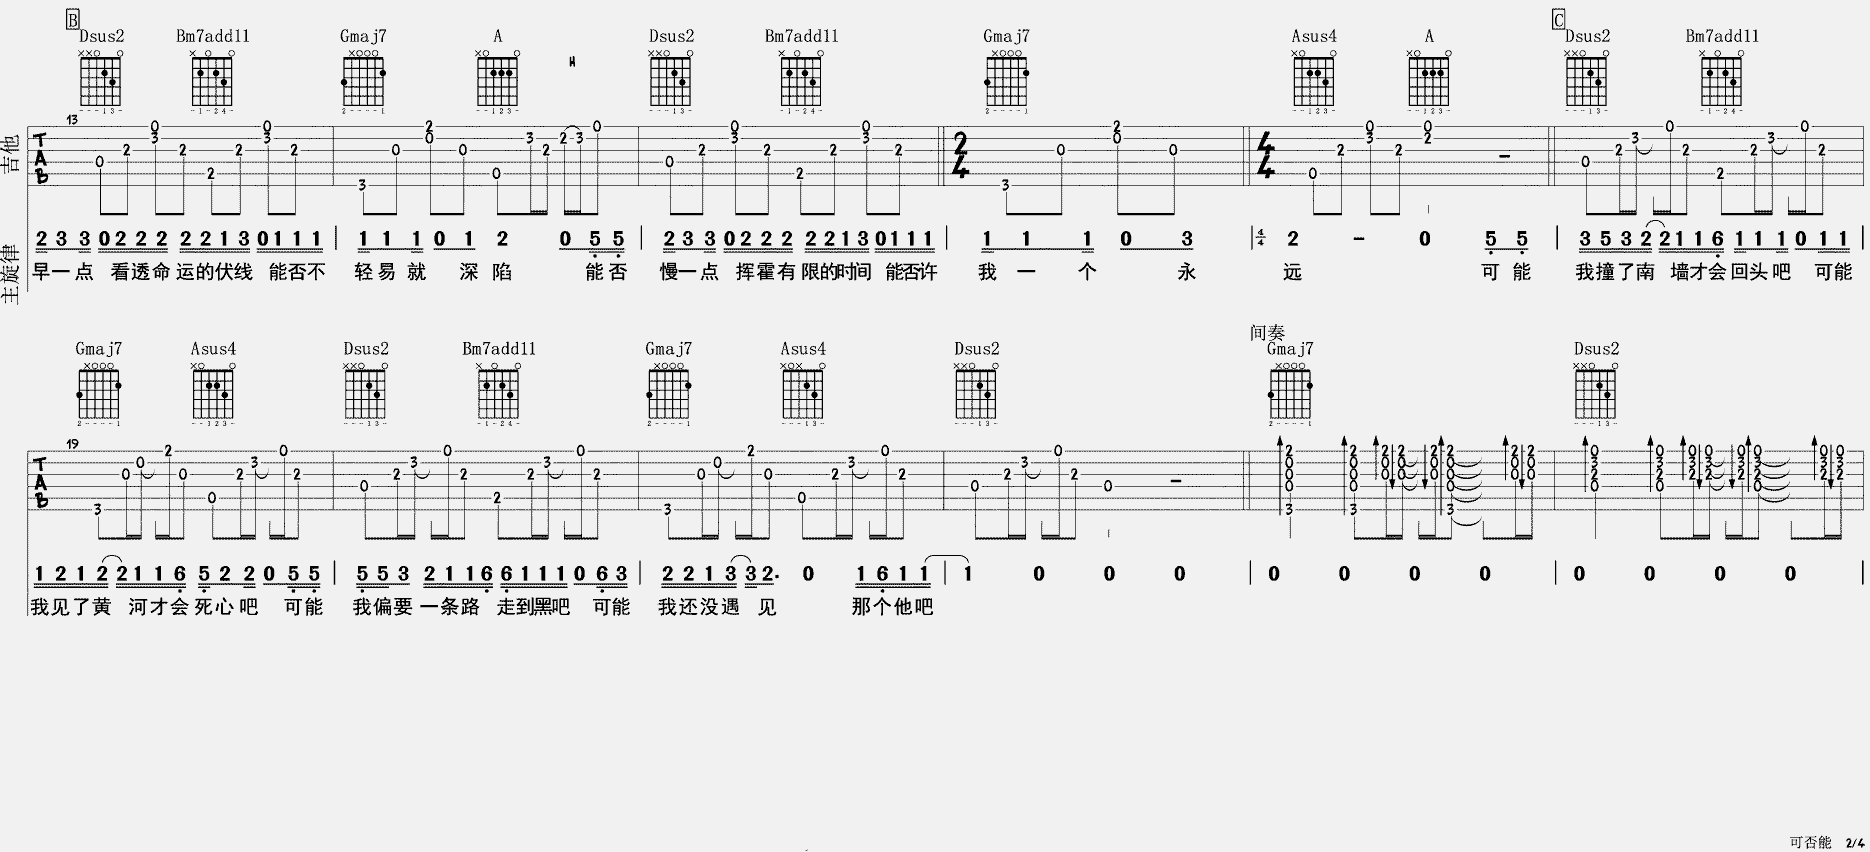 B C
Dsus2 Bm7add11 Gmaj7 A Dsus2 Bm7add11 Gmaj7 Asus4 A Dsus2 Bm7add11
13
吉他 TAB 2/4 4/4
主旋律
2 3 3 0 2 2 2 2 2 1 3 0 1 1 1 | 1 1 1 0 1 2 0 5 5 | 2 3 3 0 2 2 2 2 2 1 3 0 1 1 1 | 1 1 1 0 3 | 4/4 2 - 0 5 5 | 3 5 3 2 2 1 1 6 1 1 1 0 1 1 |
早一点 看透命 运的伏线 能否不 轻易就 深陷 能否 慢一点 挥霍有 限的时间 能否许 我一个 永远 可能 我撞了南 墙才会回头吧 可能
间奏
Gmaj7 Asus4 Dsus2 Bm7add11 Gmaj7 Asus4 Dsus2 Gmaj7 Dsus2
19
TAB
1 2 1 2 2 1 1 6 5 2 2 0 5 5 | 5 5 3 2 1 1 6 6 1 1 1 0 6 3 | 2 2 1 3 3 2. 0 1 6 1 1 | 1 0 0 0 | 0 0 0 0 | 0 0 0 0 |
我见了黄 河才会 死心吧 可能 我偏要 一条路 走到黑吧 可能 我还没遇 见 那个他吧
可否能 2/4